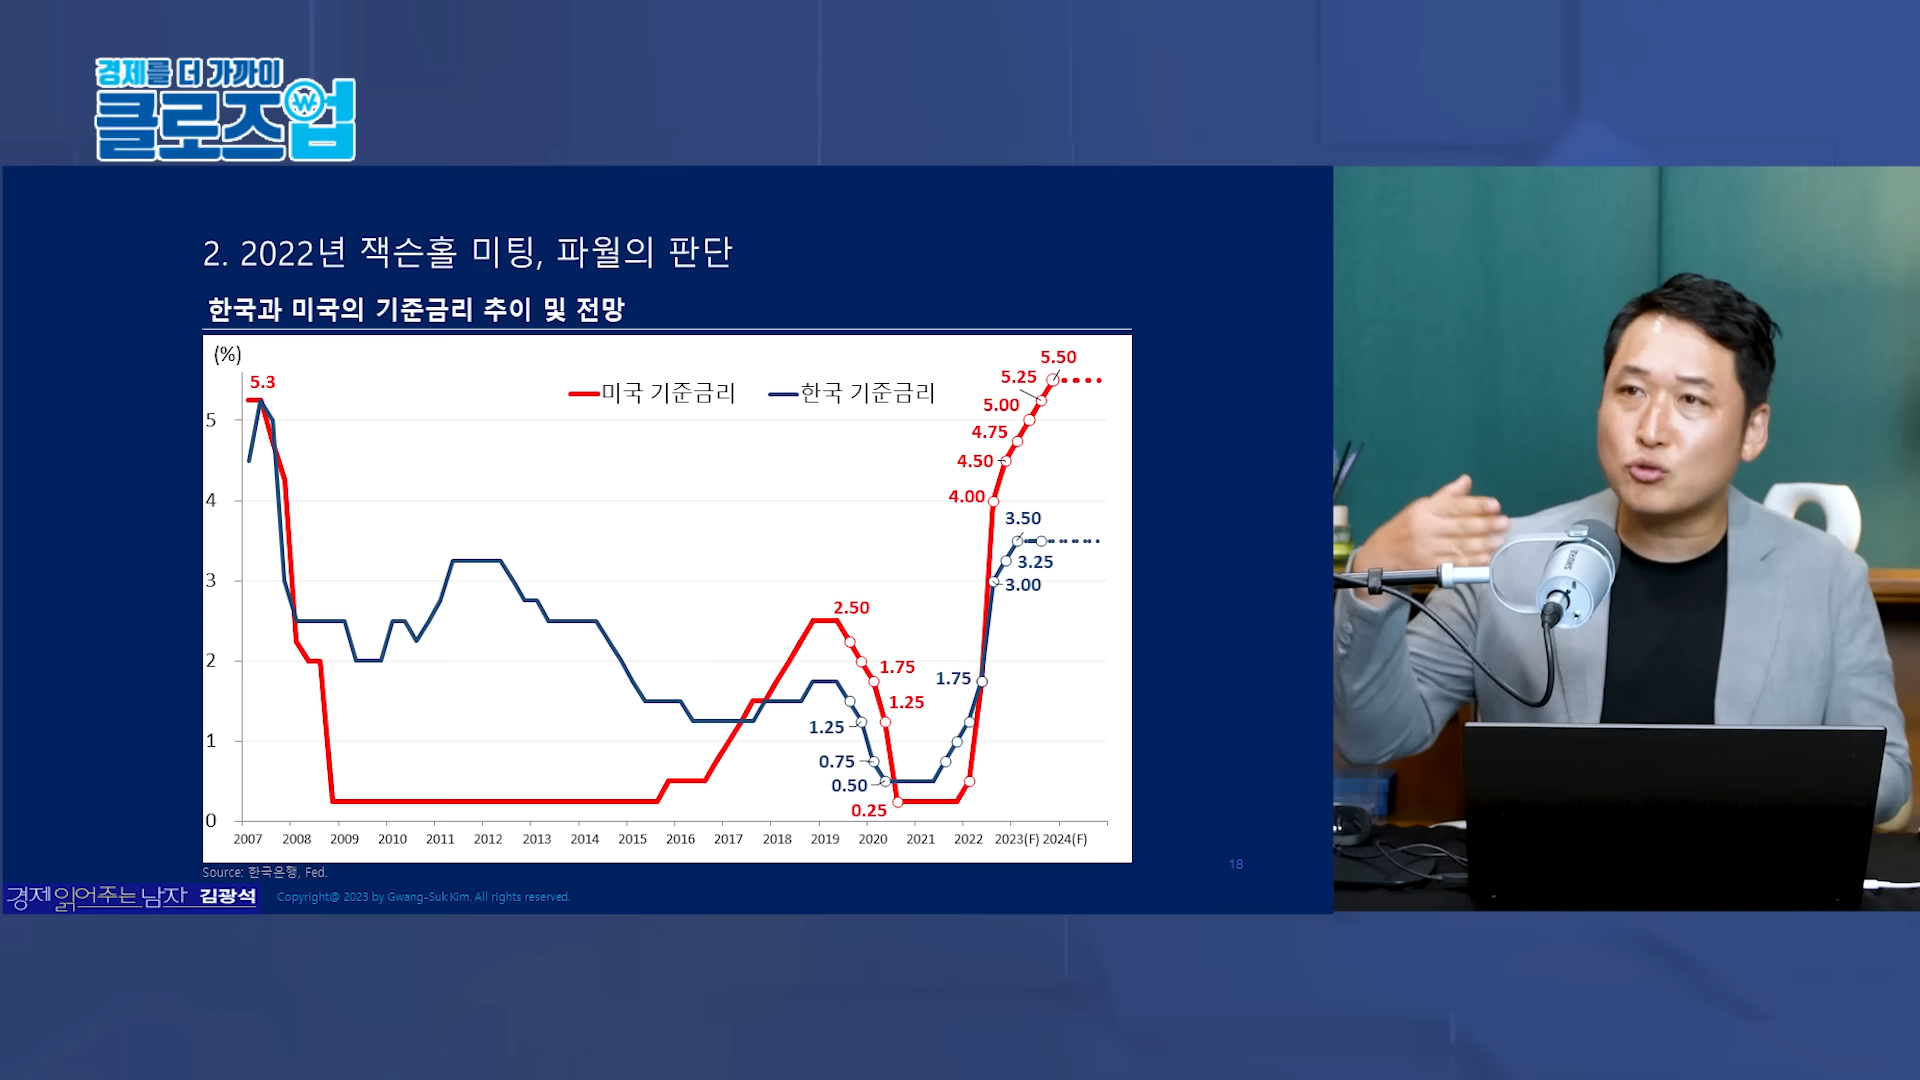 경제를 더 가까이
클로즈업
2. 2022년 잭슨홀 미팅, 파월의 판단
한국과 미국의 기준금리 추이 및 전망
(%)
미국 기준금리
한국 기준금리
5.3
5.50
5.25
5.00
4.75
4.50
4.00
3.50
3.25
3.00
2.50
1.75
1.25
1.75
1.25
0.75
0.50
0.25
5
4
3
2
1
0
2007 2008 2009 2010 2011 2012 2013 2014 2015 2016 2017 2018 2019 2020 2021 2022 2023(F) 2024(F)
Source: 한국은행, Fed.
18
경제 읽어주는 남자 김광석
Copyright@ 2023 by Gwang-Suk Kim. All rights reserved.
SHURE